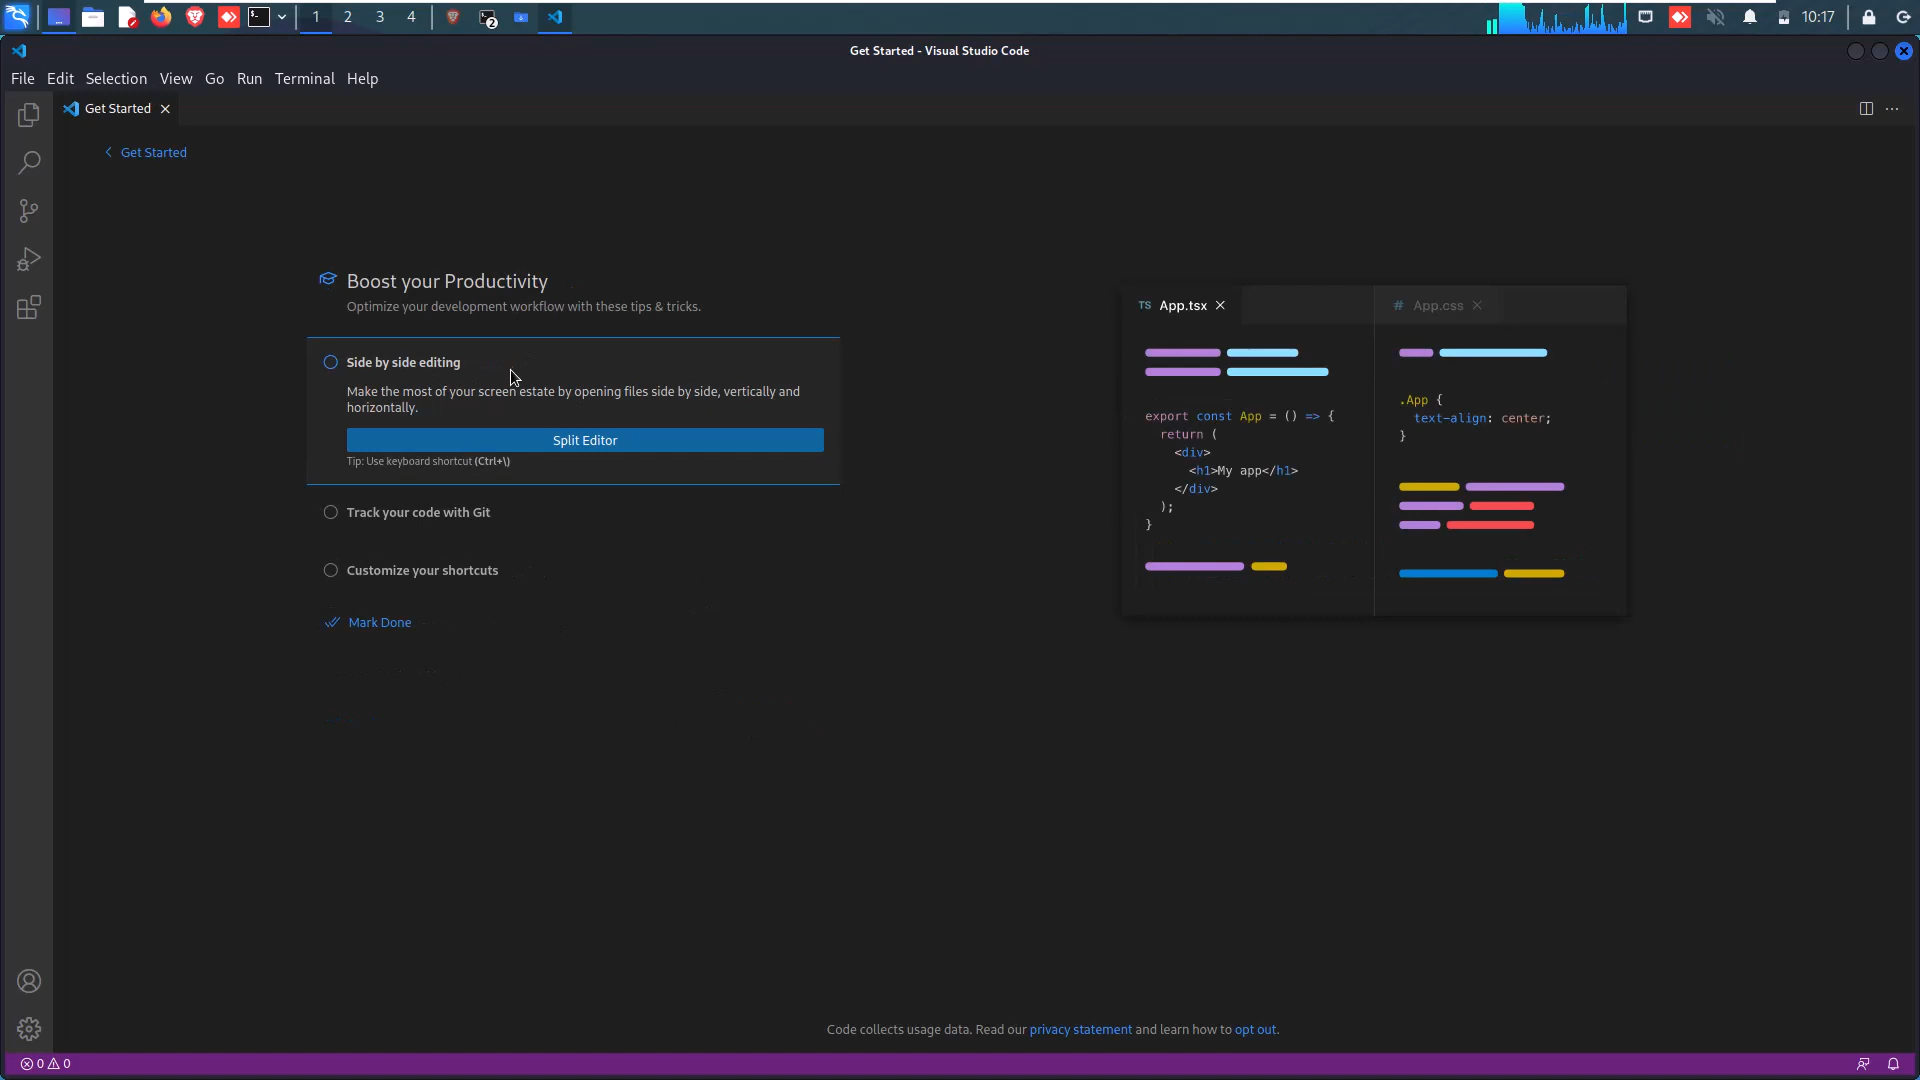 1 2 3 4
2
10:17
Get Started - Visual Studio Code
File Edit Selection View Go Run Terminal Help
Get Started
Get Started
Boost your Productivity
Optimize your development workflow with these tips & tricks.
Side by side editing
Make the most of your screen estate by opening files side by side, vertically and
horizontally.
Split Editor
Tip: Use keyboard shortcut (Ctrl+\)
Track your code with Git
Customize your shortcuts
Mark Done
TS App.tsx
# App.css
export const App = () => {
return (
<div>
<h1>My app</h1>
</div>
);
}
.App {
text-align: center;
}
Code collects usage data. Read our privacy statement and learn how to opt out.
0 0